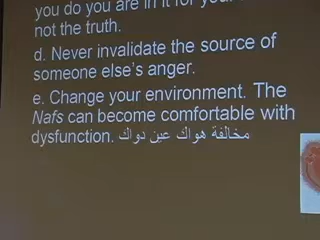 you do you are in it for your
not the truth.
d. Never invalidate the source of
someone else's anger.
e. Change your environment. The
Nafs can become comfortable with
dysfunction. مخالفة هواك عين دواك